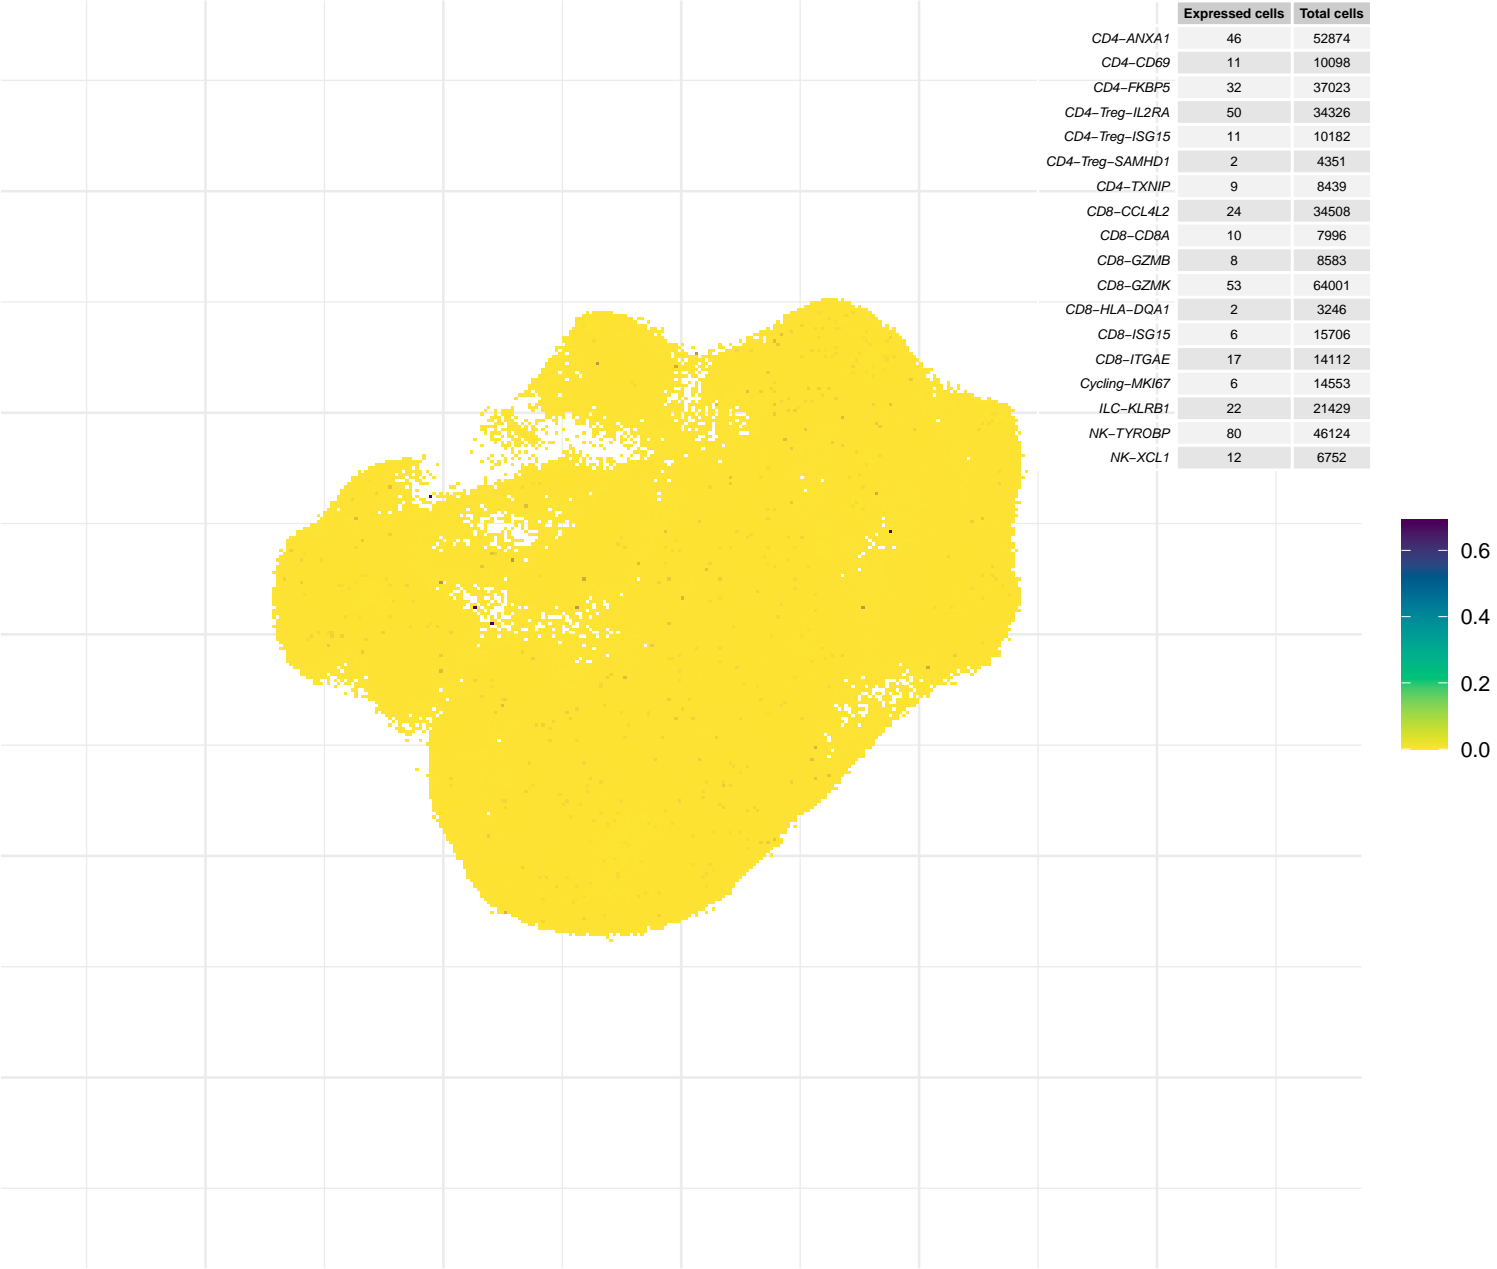 Expressed cells Total cells
CD4−ANXA1 46 52874
CD4−CD69 11 10098
CD4−FKBP5 32 37023
CD4−Treg−IL2RA 50 34326
CD4−Treg−ISG15 11 10182
CD4−Treg−SAMHD1 2 4351
CD4−TXNIP 9 8439
CD8−CCL4L2 24 34508
CD8−CD8A 10 7996
CD8−GZMB 8 8583
CD8−GZMK 53 64001
CD8−HLA−DQA1 2 3246
CD8−ISG15 6 15706
CD8−ITGAE 17 14112
Cycling−MKI67 6 14553
ILC−KLRB1 22 21429
NK−TYROBP 80 46124
NK−XCL1 12 6752
0.6
0.4
0.2
0.0